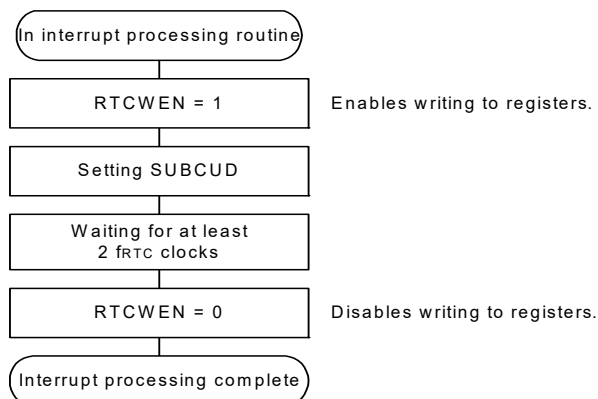 In interrupt processing routine
RTCWEN = 1
Enables writing to registers.
Setting SUBCUD
Waiting for at least
2 fRTC clocks
RTCWEN = 0
Disables writing to registers.
Interrupt processing complete